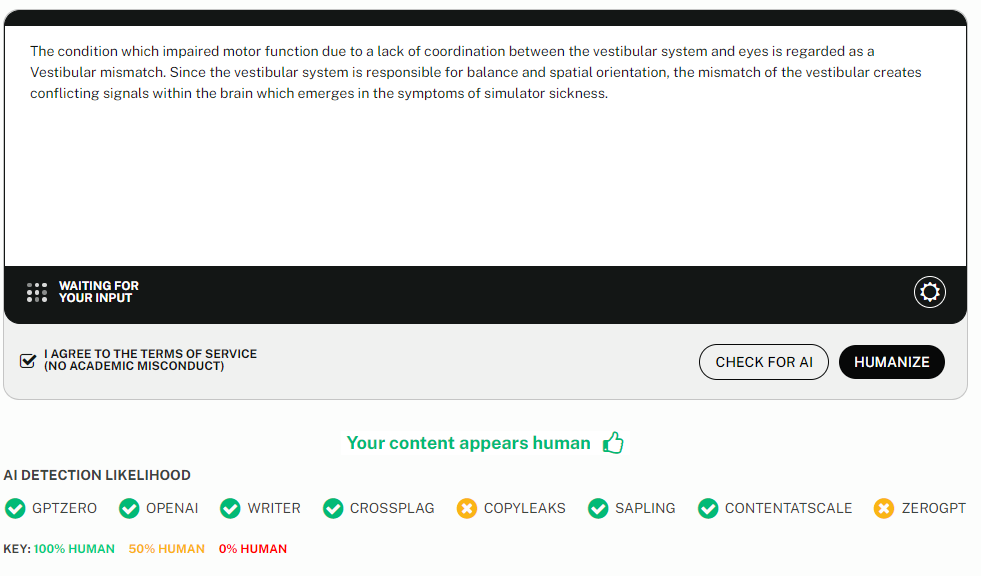 The condition which impaired motor function due to a lack of coordination between the vestibular system and eyes is regarded as a
Vestibular mismatch. Since the vestibular system is responsible for balance and spatial orientation, the mismatch of the vestibular creates
conflicting signals within the brain which emerges in the symptoms of simulator sickness.
WAITING FOR
YOUR INPUT
I AGREE TO THE TERMS OF SERVICE
(NO ACADEMIC MISCONDUCT)
CHECK FOR AI
HUMANIZE
Your content appears human
AI DETECTION LIKELIHOOD
GPTZERO OPENAI WRITER CROSSPLAG COPYLEAKS SAPLING CONTENTATSCALE ZEROGPT
KEY: 100% HUMAN 50% HUMAN 0% HUMAN